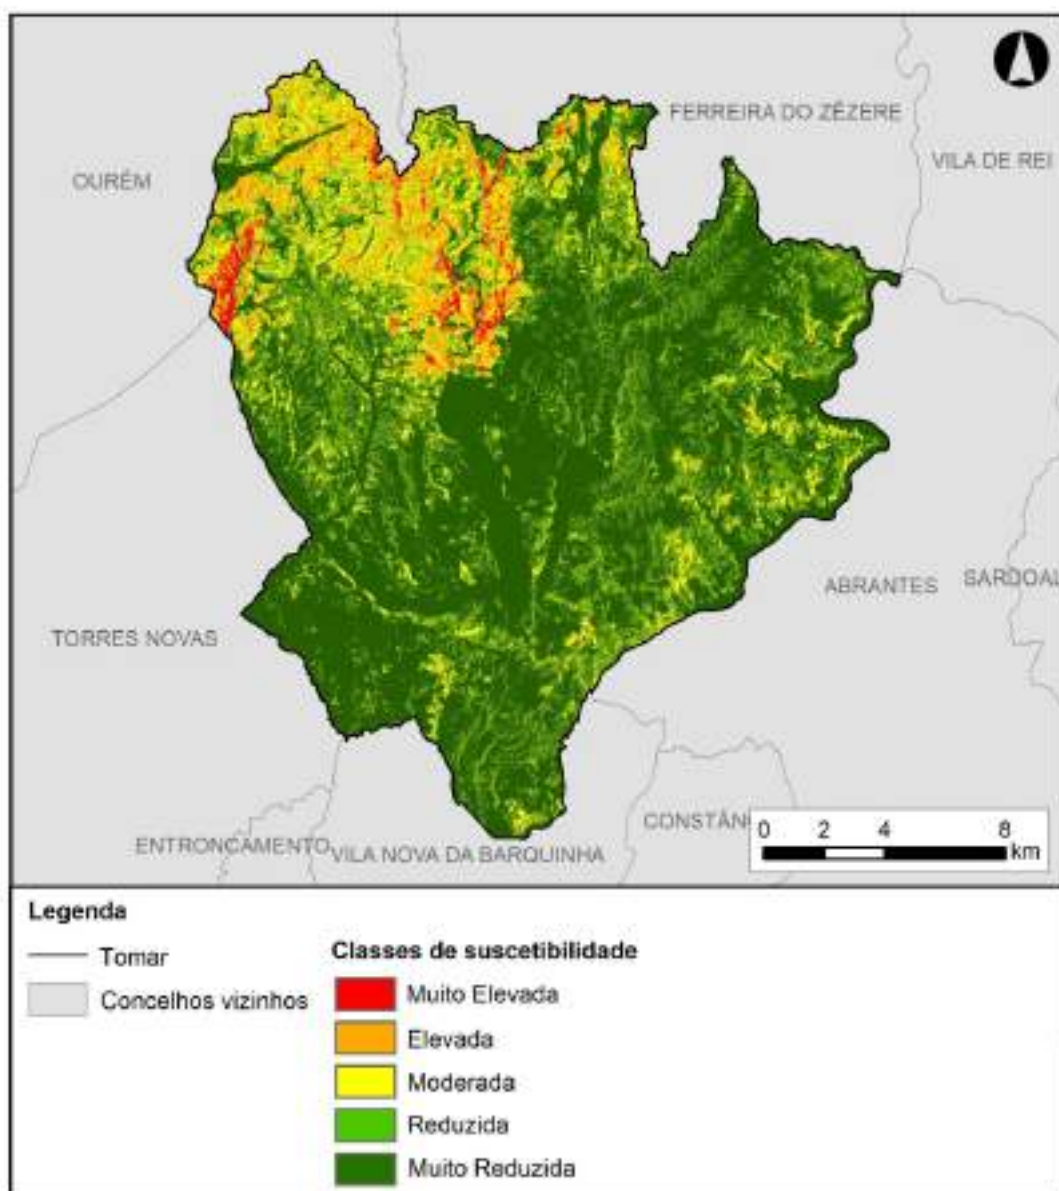 FERREIRA DO ZÊZERE
VILA DE REI
OURÉM
ABRANTES
SARDOAL
TORRES NOVAS
CONSTÂN
ENTRONCAMENTO
VILA NOVA DA BARQUINHA
0 2 4 8
km
Legenda
Tomar
Concelhos vizinhos
Classes de suscetibilidade
Muito Elevada
Elevada
Moderada
Reduzida
Muito Reduzida